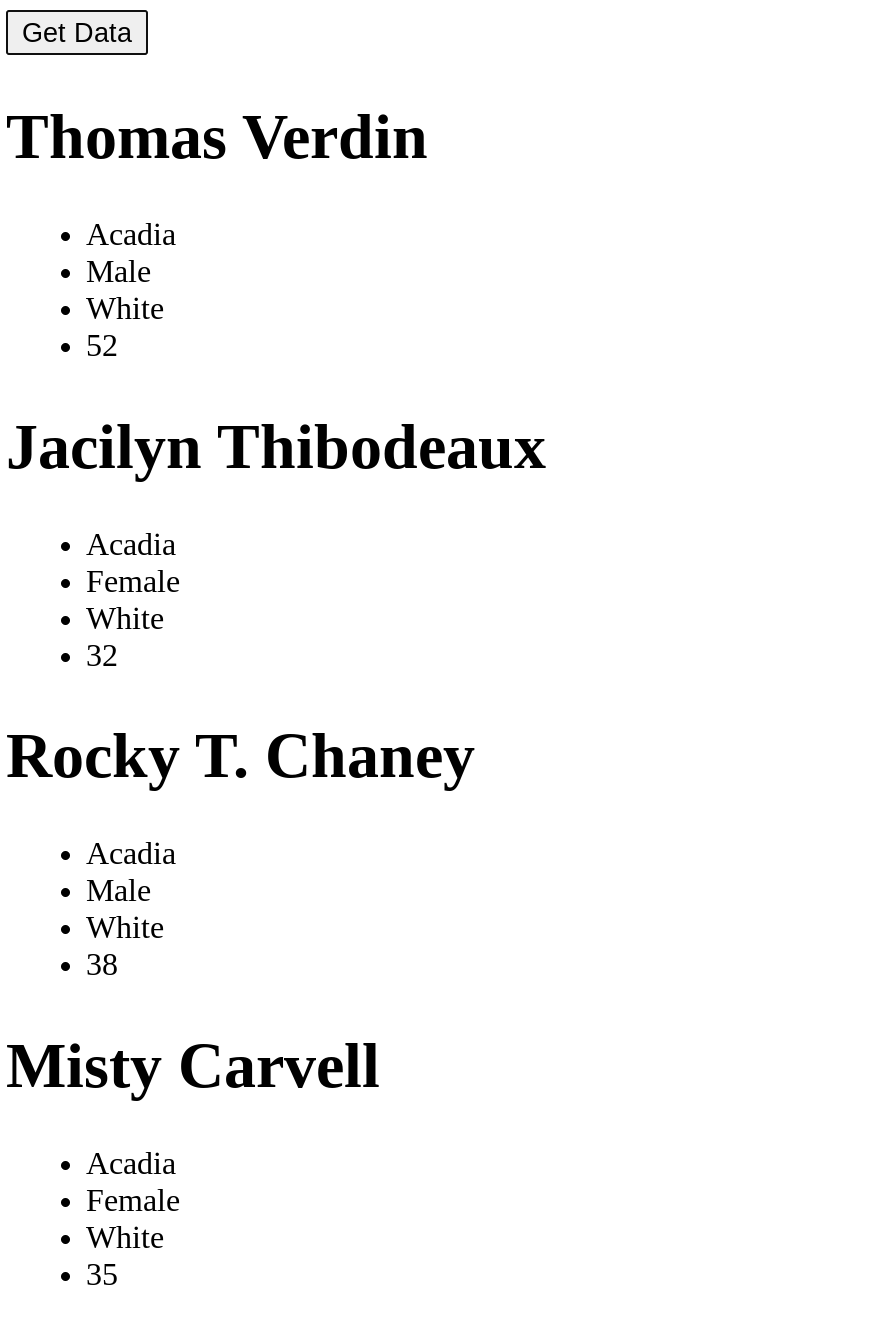 Get Data
Thomas Verdin
Acadia
Male
White
52
Jacilyn Thibodeaux
Acadia
Female
White
32
Rocky T. Chaney
Acadia
Male
White
38
Misty Carvell
Acadia
Female
White
35